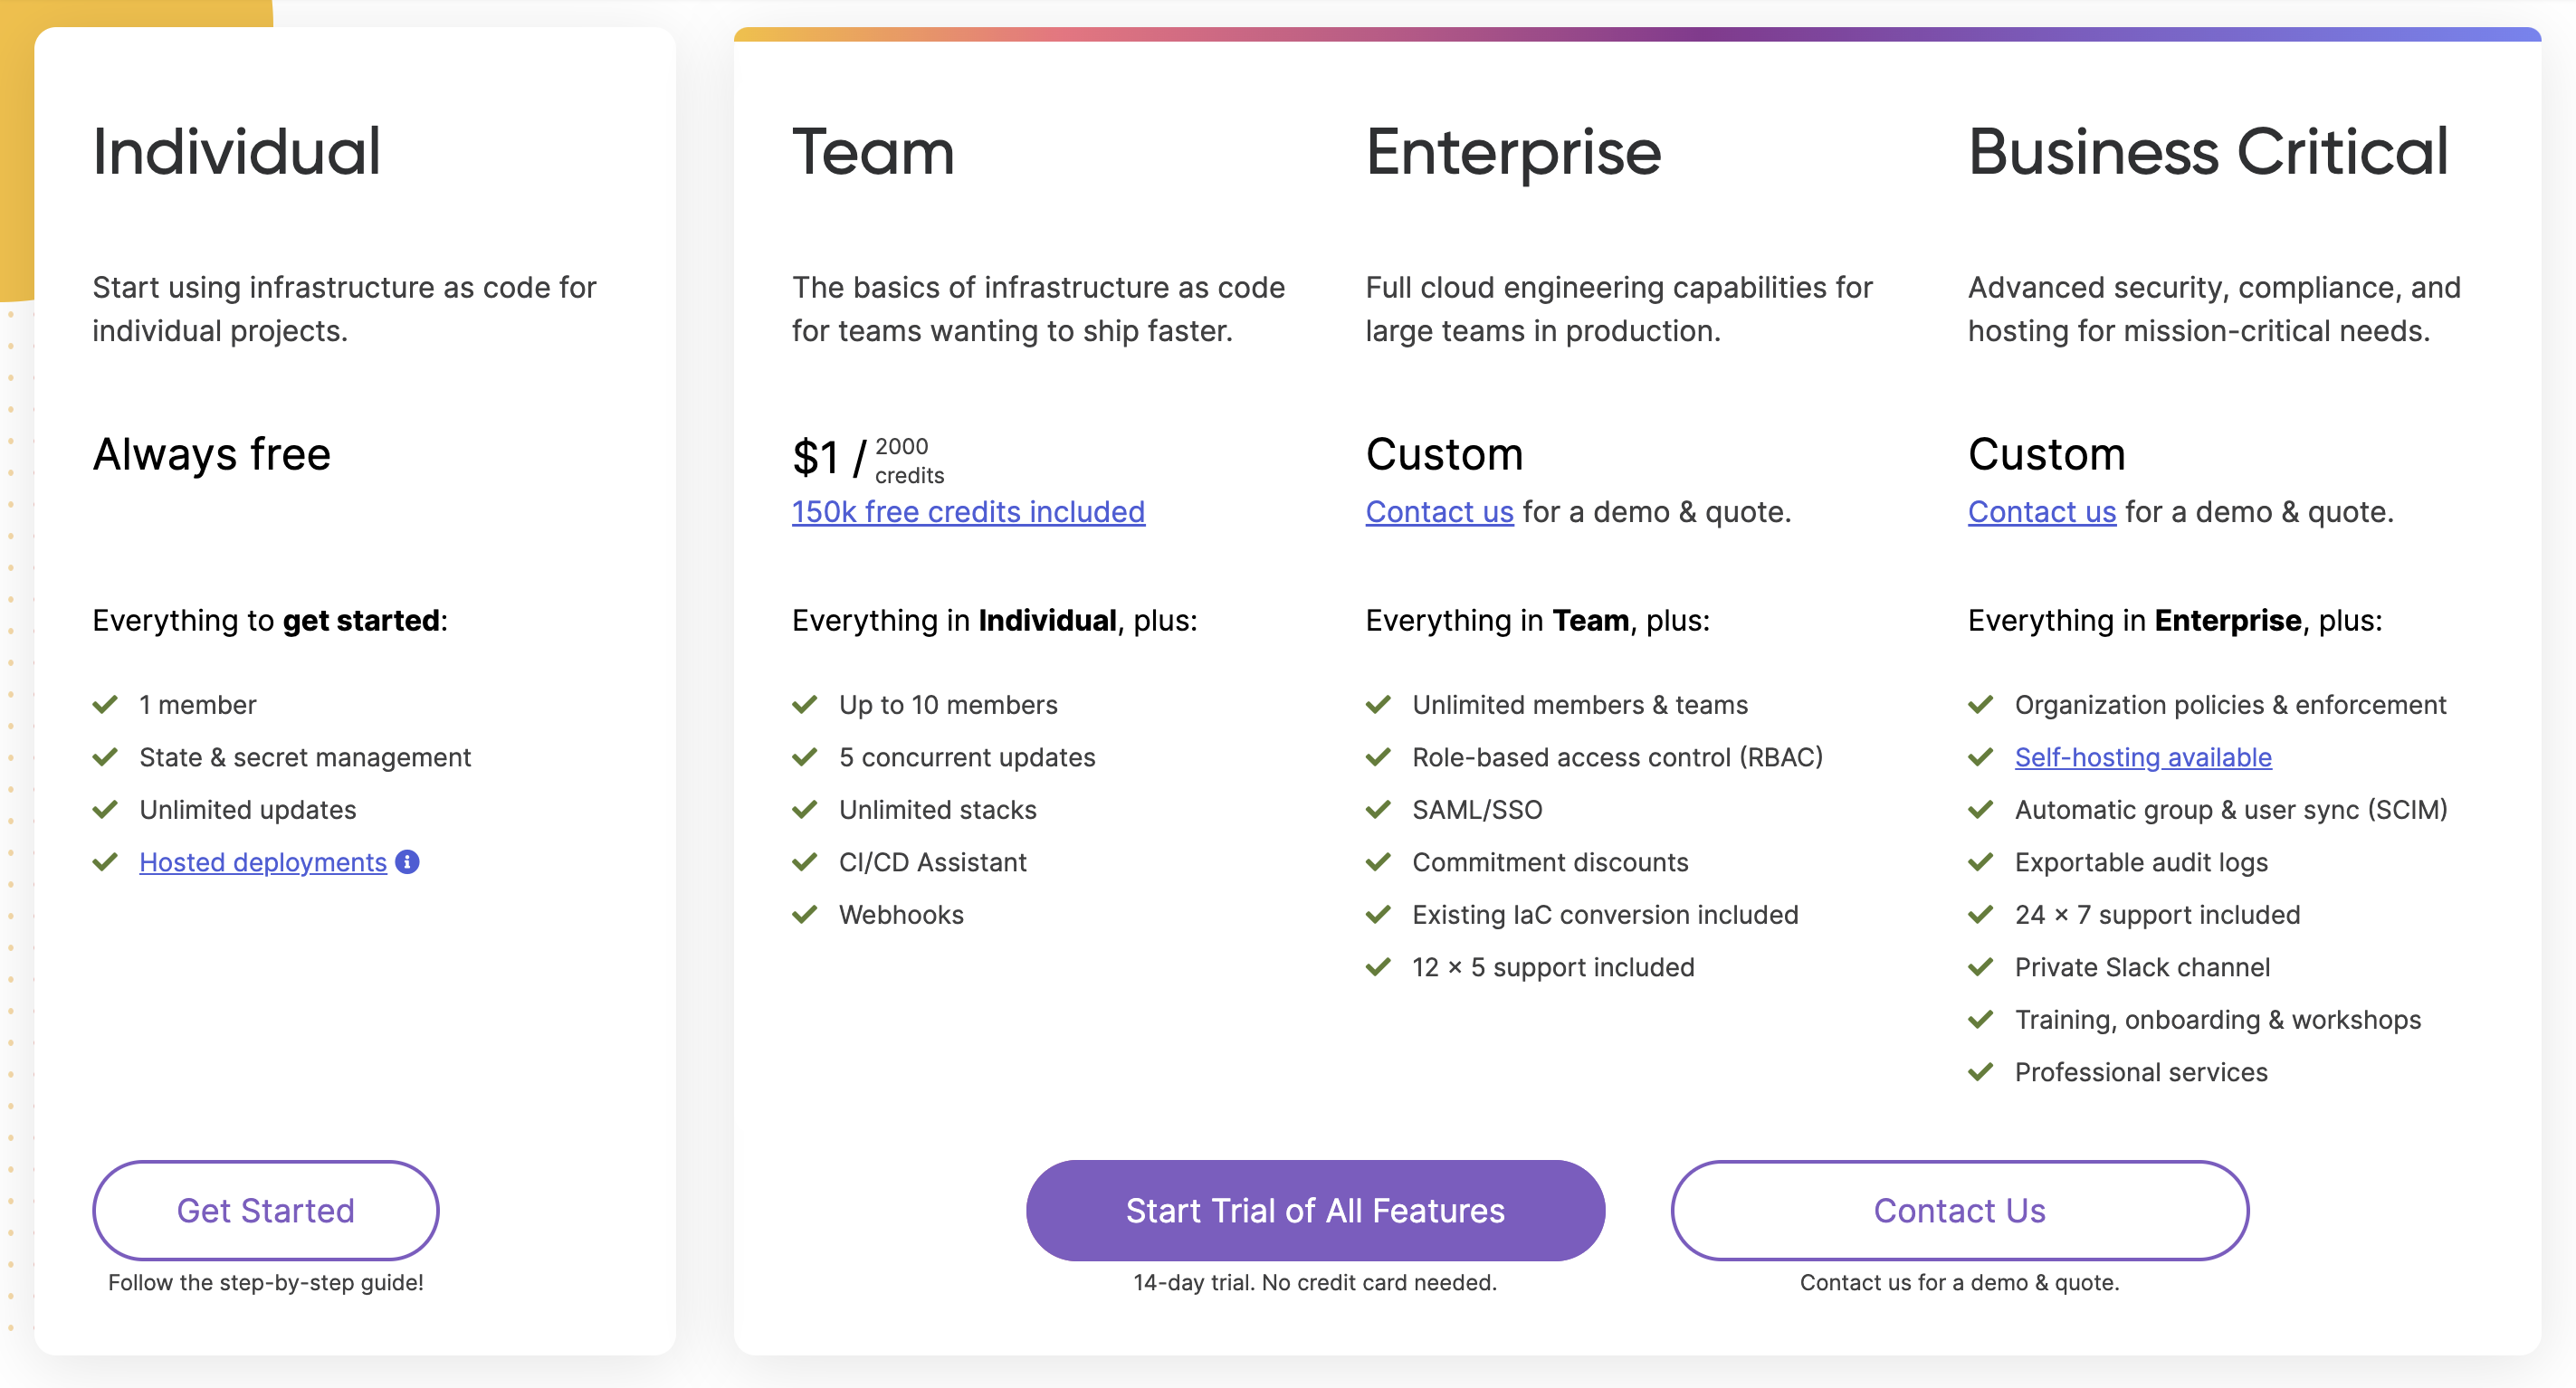 Individual
Start using infrastructure as code for
individual projects.
Always free
Everything to get started:
1 member
State & secret management
Unlimited updates
Hosted deployments
Get Started
Follow the step-by-step guide!
Team
The basics of infrastructure as code
for teams wanting to ship faster.
$1 / 2000
credits
150k free credits included
Everything in Individual, plus:
Up to 10 members
5 concurrent updates
Unlimited stacks
CI/CD Assistant
Webhooks
Enterprise
Full cloud engineering capabilities for
large teams in production.
Custom
Contact us for a demo & quote.
Everything in Team, plus:
Unlimited members & teams
Role-based access control (RBAC)
SAML/SSO
Commitment discounts
Existing IaC conversion included
12 × 5 support included
Business Critical
Advanced security, compliance, and
hosting for mission-critical needs.
Custom
Contact us for a demo & quote.
Everything in Enterprise, plus:
Organization policies & enforcement
Self-hosting available
Automatic group & user sync (SCIM)
Exportable audit logs
24 × 7 support included
Private Slack channel
Training, onboarding & workshops
Professional services
Start Trial of All Features
14-day trial. No credit card needed.
Contact Us
Contact us for a demo & quote.